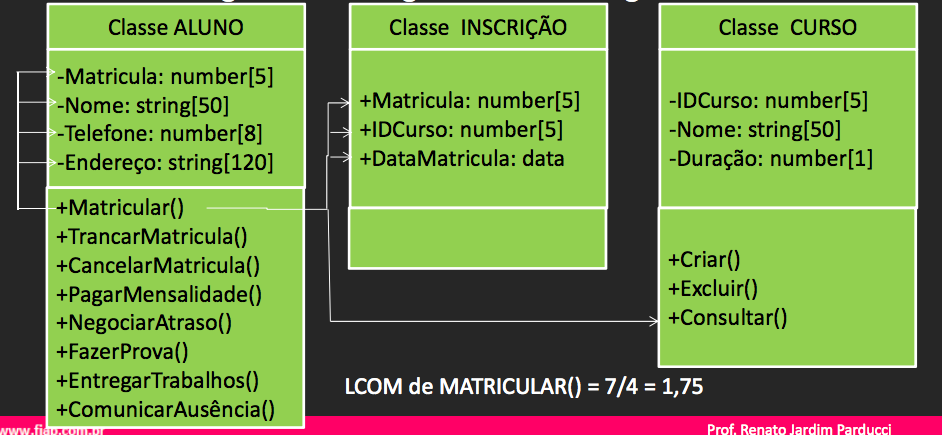 Classe ALUNO
-Matricula: number[5]
-Nome: string[50]
-Telefone: number[8]
-Endereço: string[120]
+Matricular()
+TrancarMatricula()
+CancelarMatricula()
+PagarMensalidade()
+NegociarAtraso()
+FazerProva()
+EntregarTrabalhos()
+ComunicarAusência()
Classe INSCRIÇÃO
+Matricula: number[5]
+IDCurso: number[5]
+DataMatricula: data
Classe CURSO
-IDCurso: number[5]
-Nome: string[50]
-Duração: number[1]
+Criar()
+Excluir()
+Consultar()
LCOM de MATRICULAR() = 7/4 = 1,75
www.fiap.com.br
Prof. Renato Jardim Parducci